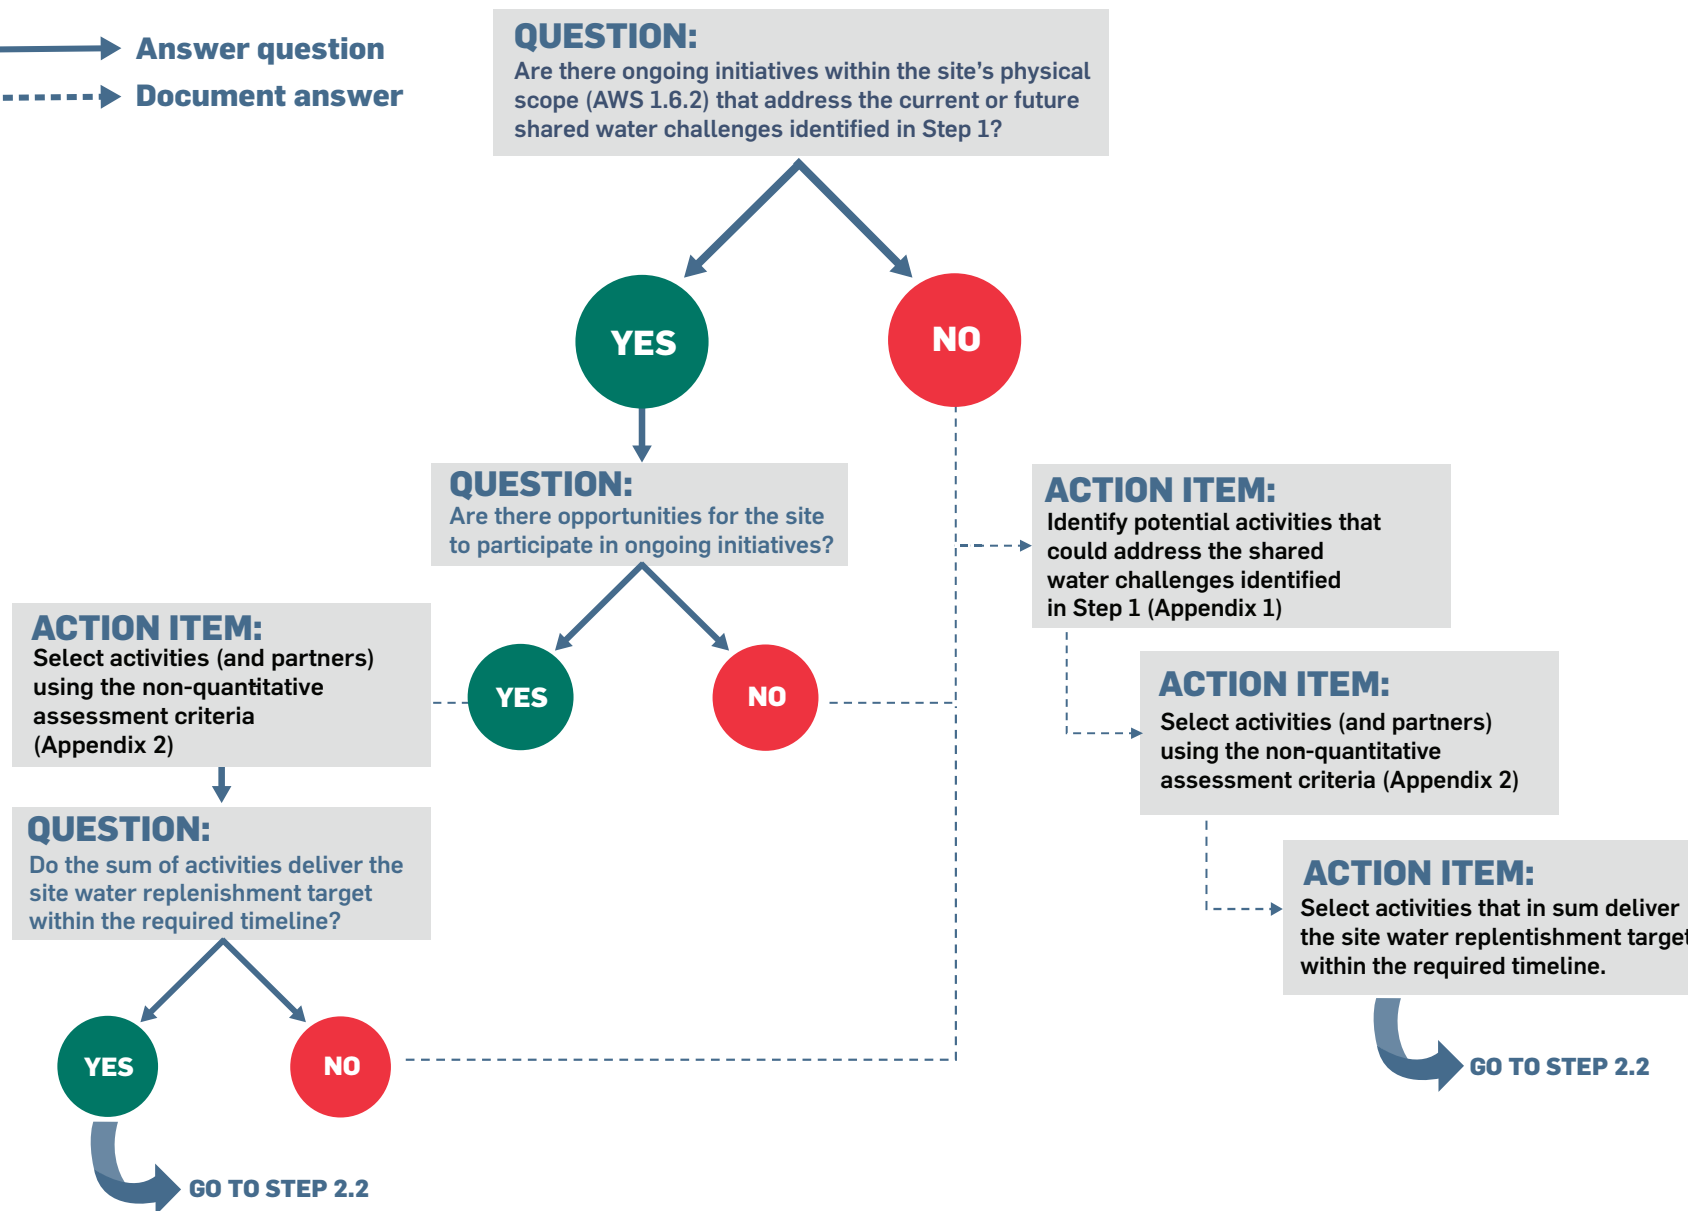 Answer question
Document answer
QUESTION:
Are there ongoing initiatives within the site's physical
scope (AWS 1.6.2) that address the current or future
shared water challenges identified in Step 1?
YES
NO
QUESTION:
Are there opportunities for the site
to participate in ongoing initiatives?
YES
NO
ACTION ITEM:
Select activities (and partners)
using the non-quantitative
assessment criteria
(Appendix 2)
QUESTION:
Do the sum of activities deliver the
site water replenishment target
within the required timeline?
YES
NO
GO TO STEP 2.2
ACTION ITEM:
Identify potential activities that
could address the shared
water challenges identified
in Step 1 (Appendix 1)
ACTION ITEM:
Select activities (and partners)
using the non-quantitative
assessment criteria (Appendix 2)
ACTION ITEM:
Select activities that in sum deliver
the site water replentishment target
within the required timeline.
GO TO STEP 2.2